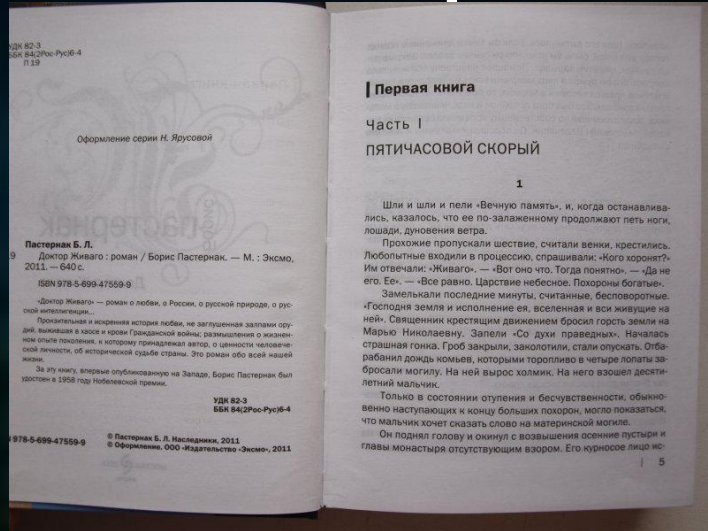 УДК 82-3
ББК 84(2Рос-Рус)6-4
П 19
Оформление серии Н. Ярусовой
Пастернак Б. Л.
Доктор Живаго : роман / Борис Пастернак. — М. : Эксмо,
2011. — 640 с.
ISBN 978-5-699-47559-9
«Доктор Живаго» — роман о любви, о России, о русской природе, о рус-
ской интеллигенции...
Пронзительная и искренняя история любви, не заглушенная залпами ору-
дий, выжившая в хаосе и крови Гражданской войны; размышления о жизнен-
ном опыте поколения, к которому принадлежал автор, о ценности человече-
ской личности, об исторической судьбе страны. Это роман обо всей нашей
жизни.
За эту книгу, впервые опубликованную на Западе, Борис Пастернак был
удостоен в 1958 году Нобелевской премии.
УДК 82-3
ББК 84(2Рос-Рус)6-4
© Пастернак Б. Л. Наследники, 2011
N 978-5-699-47559-9
© Оформление. ООО «Издательство «Эксмо», 2011
Первая книга
Часть I
ПЯТИЧАСОВОЙ СКОРЫЙ
1
Шли и шли и пели «Вечную память», и, когда останавлива-
лись, казалось, что ее по-залаженному продолжают петь ноги,
лошади, дуновения ветра.
Прохожие пропускали шествие, считали венки, крестились.
Любопытные входили в процессию, спрашивали: «Кого хоронят?»
Им отвечали: «Живаго». — «Вот оно что. Тогда понятно». — «Да не
его. Ее». — «Все равно. Царствие небесное. Похороны богатые».
Замелькали последние минуты, считанные, бесповоротные.
«Господня земля и исполнение ея, вселенная и вси живущие на
ней». Священник крестящим движением бросил горсть земли на
Марью Николаевну. Запели «Со духи праведных». Началась
страшная гонка. Гроб закрыли, заколотили, стали опускать. Отба-
рабанил дождь комьев, которыми торопливо в четыре лопаты за-
бросали могилу. На ней вырос холмик. На него взошел десяти-
летний мальчик.
Только в состоянии отупения и бесчувственности, обыкно-
венно наступающих к концу больших похорон, могло показаться,
что мальчик хочет сказать слово на материнской могиле.
Он поднял голову и окинул с возвышения осенние пустыри и
главы монастыря отсутствующим взором. Его курносое лицо ис-
5